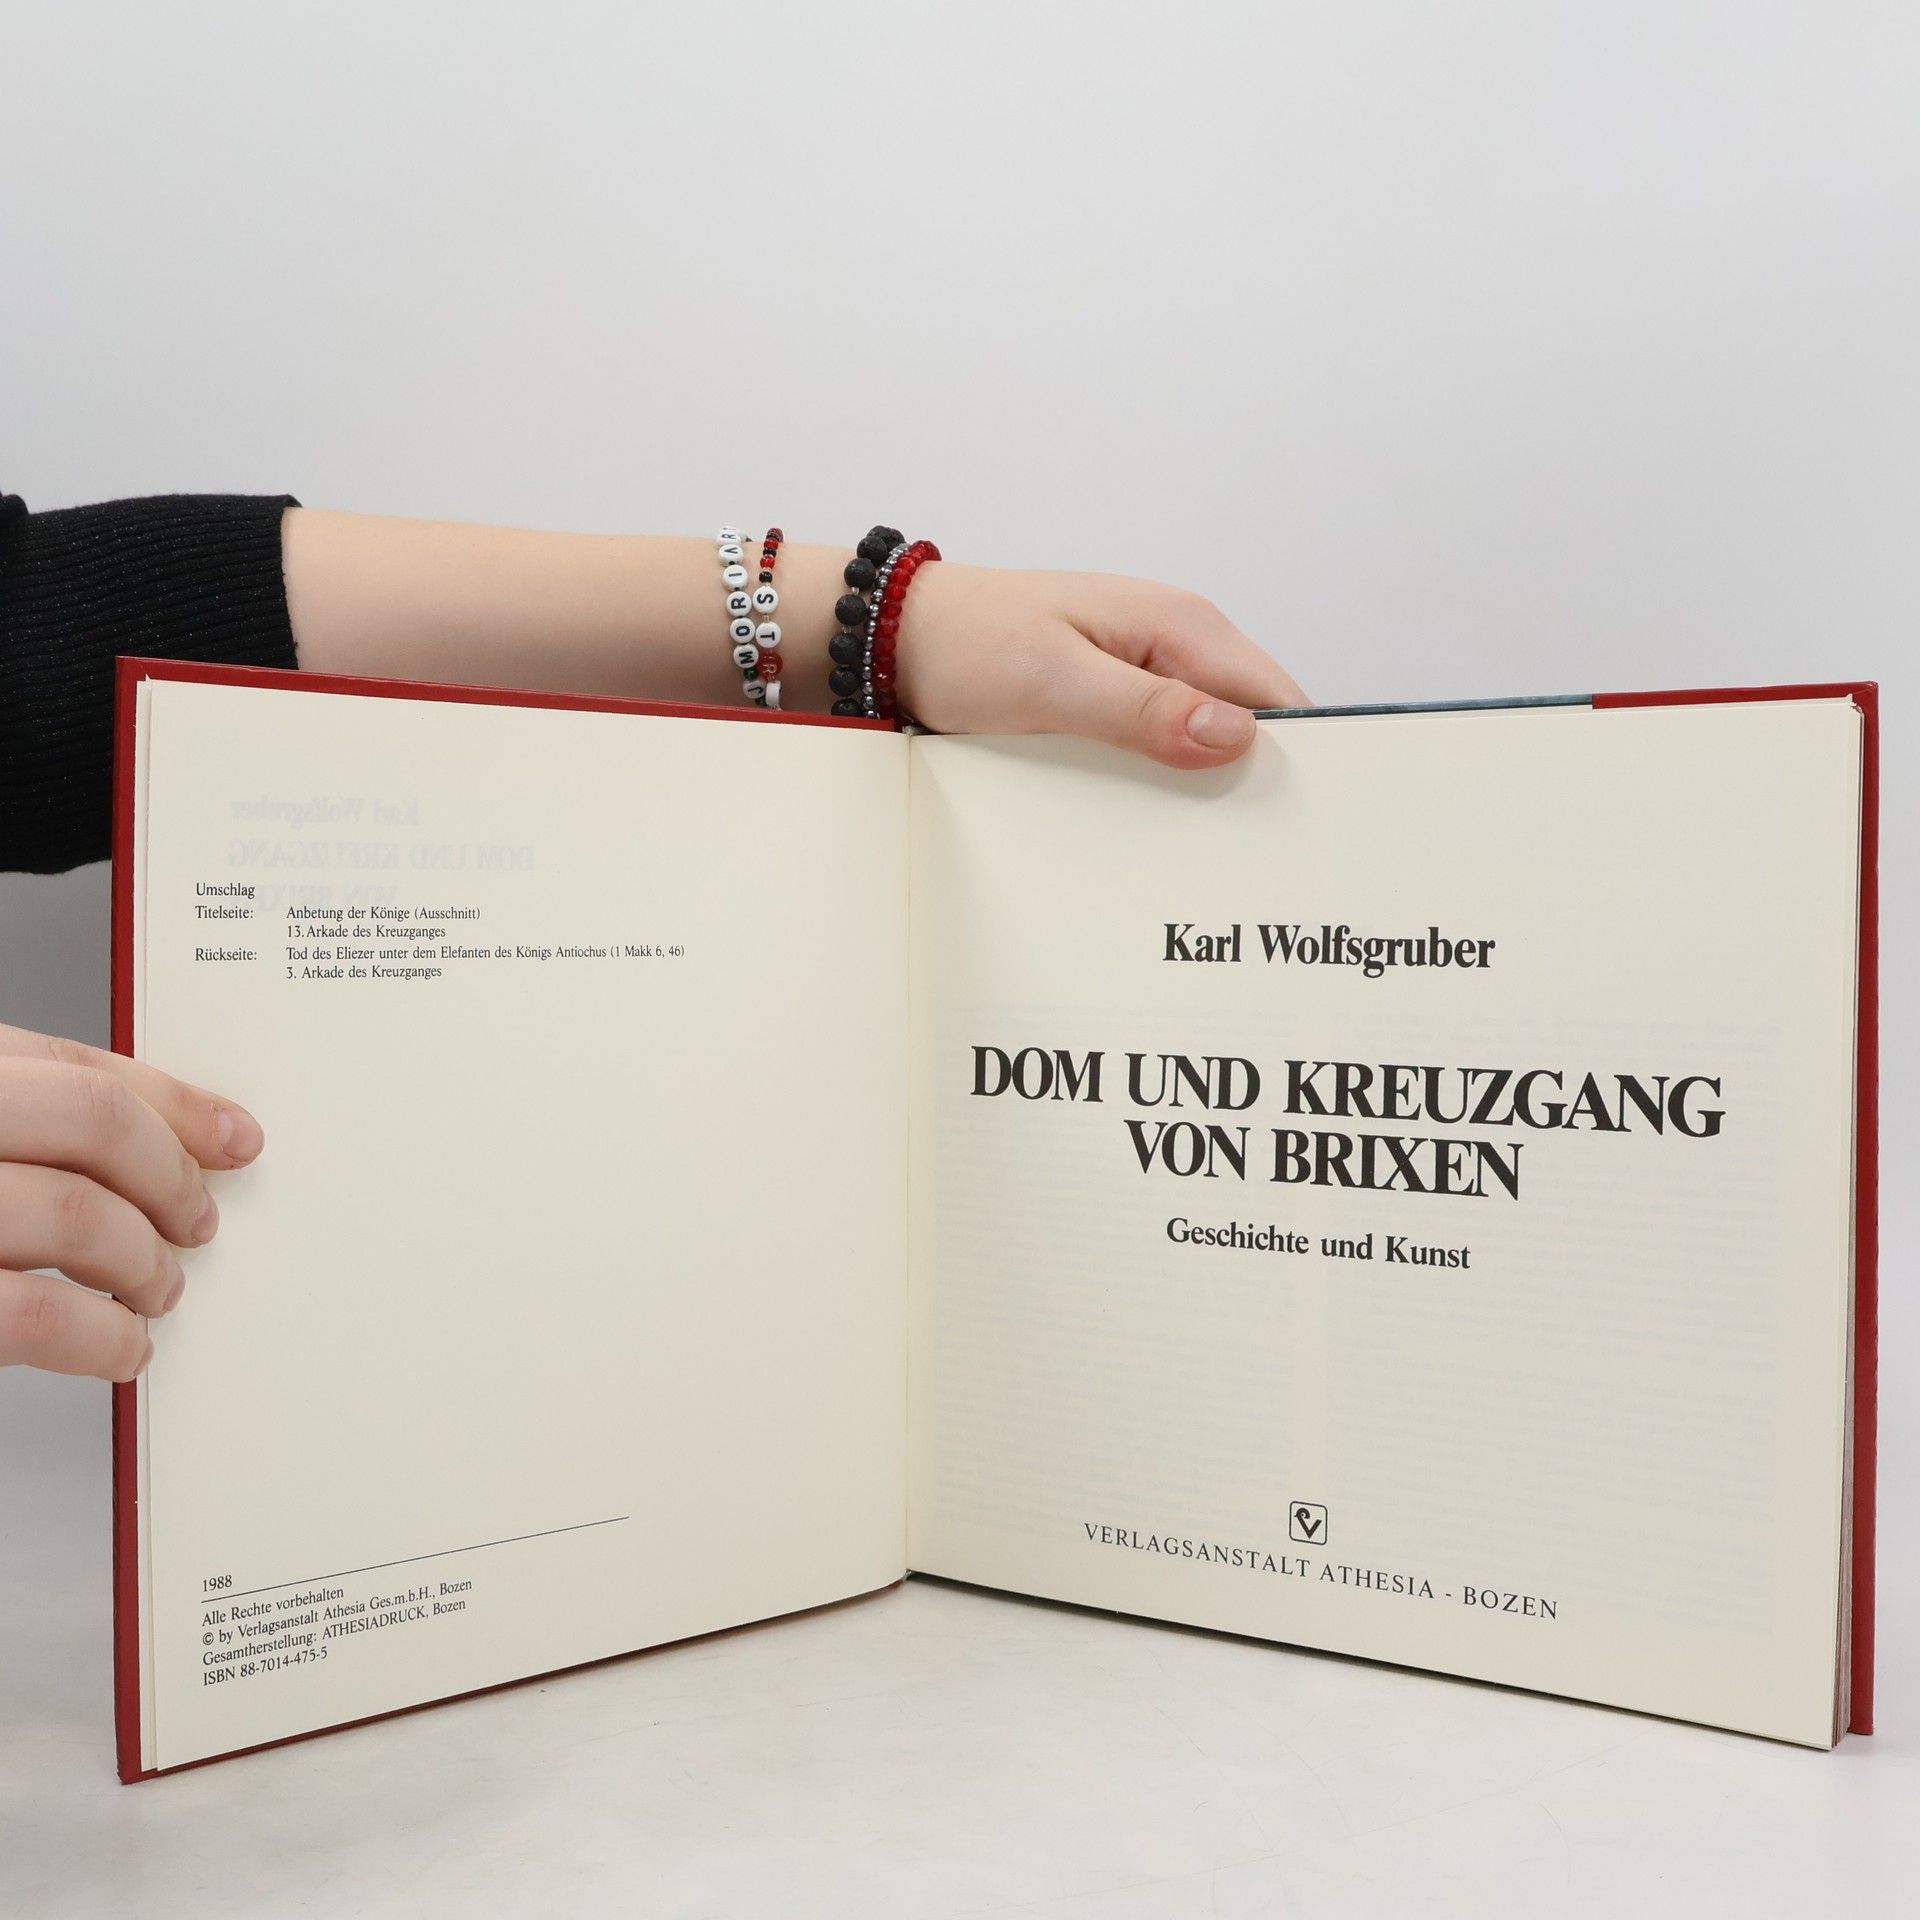 J MORIAR
R T S
Umschlag
Titelseite: Anbetung der Könige (Ausschnitt)
13. Arkade des Kreuzganges
Rückseite: Tod des Eliezer unter dem Elefanten des Königs Antiochus (1 Makk 6, 46)
3. Arkade des Kreuzganges
1988
Alle Rechte vorbehalten
© by Verlagsanstalt Athesia Ges.m.b.H., Bozen
Gesamtherstellung: ATHESIADRUCK, Bozen
ISBN 88-7014-475-5
Karl Wolfsgruber
DOM UND KREUZGANG
VON BRIXEN
Geschichte und Kunst
VERLAGSANSTALT ATHESIA - BOZEN